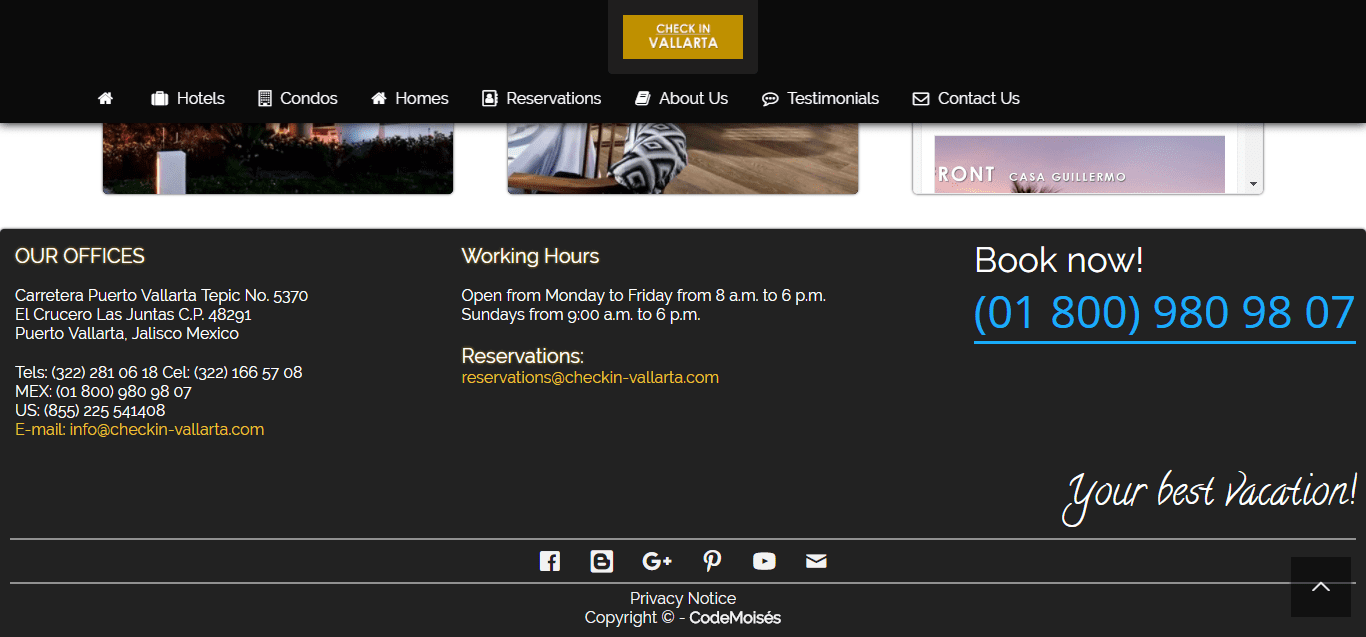 CHECK IN
VALLARTA
Hotels Condos Homes Reservations About Us Testimonials Contact Us
RONT CASA GUILLERMO
OUR OFFICES
Carretera Puerto Vallarta Tepic No. 5370
El Crucero Las Juntas C.P. 48291
Puerto Vallarta, Jalisco Mexico
Tels: (322) 281 06 18 Cel: (322) 166 57 08
MEX: (01 800) 980 98 07
US: (855) 225 541408
E-mail: info@checkin-vallarta.com
Working Hours
Open from Monday to Friday from 8 a.m. to 6 p.m.
Sundays from 9:00 a.m. to 6 p.m.
Reservations:
reservations@checkin-vallarta.com
Book now!
(01 800) 980 98 07
Your best vacation!
Privacy Notice
Copyright © - CodeMoisés